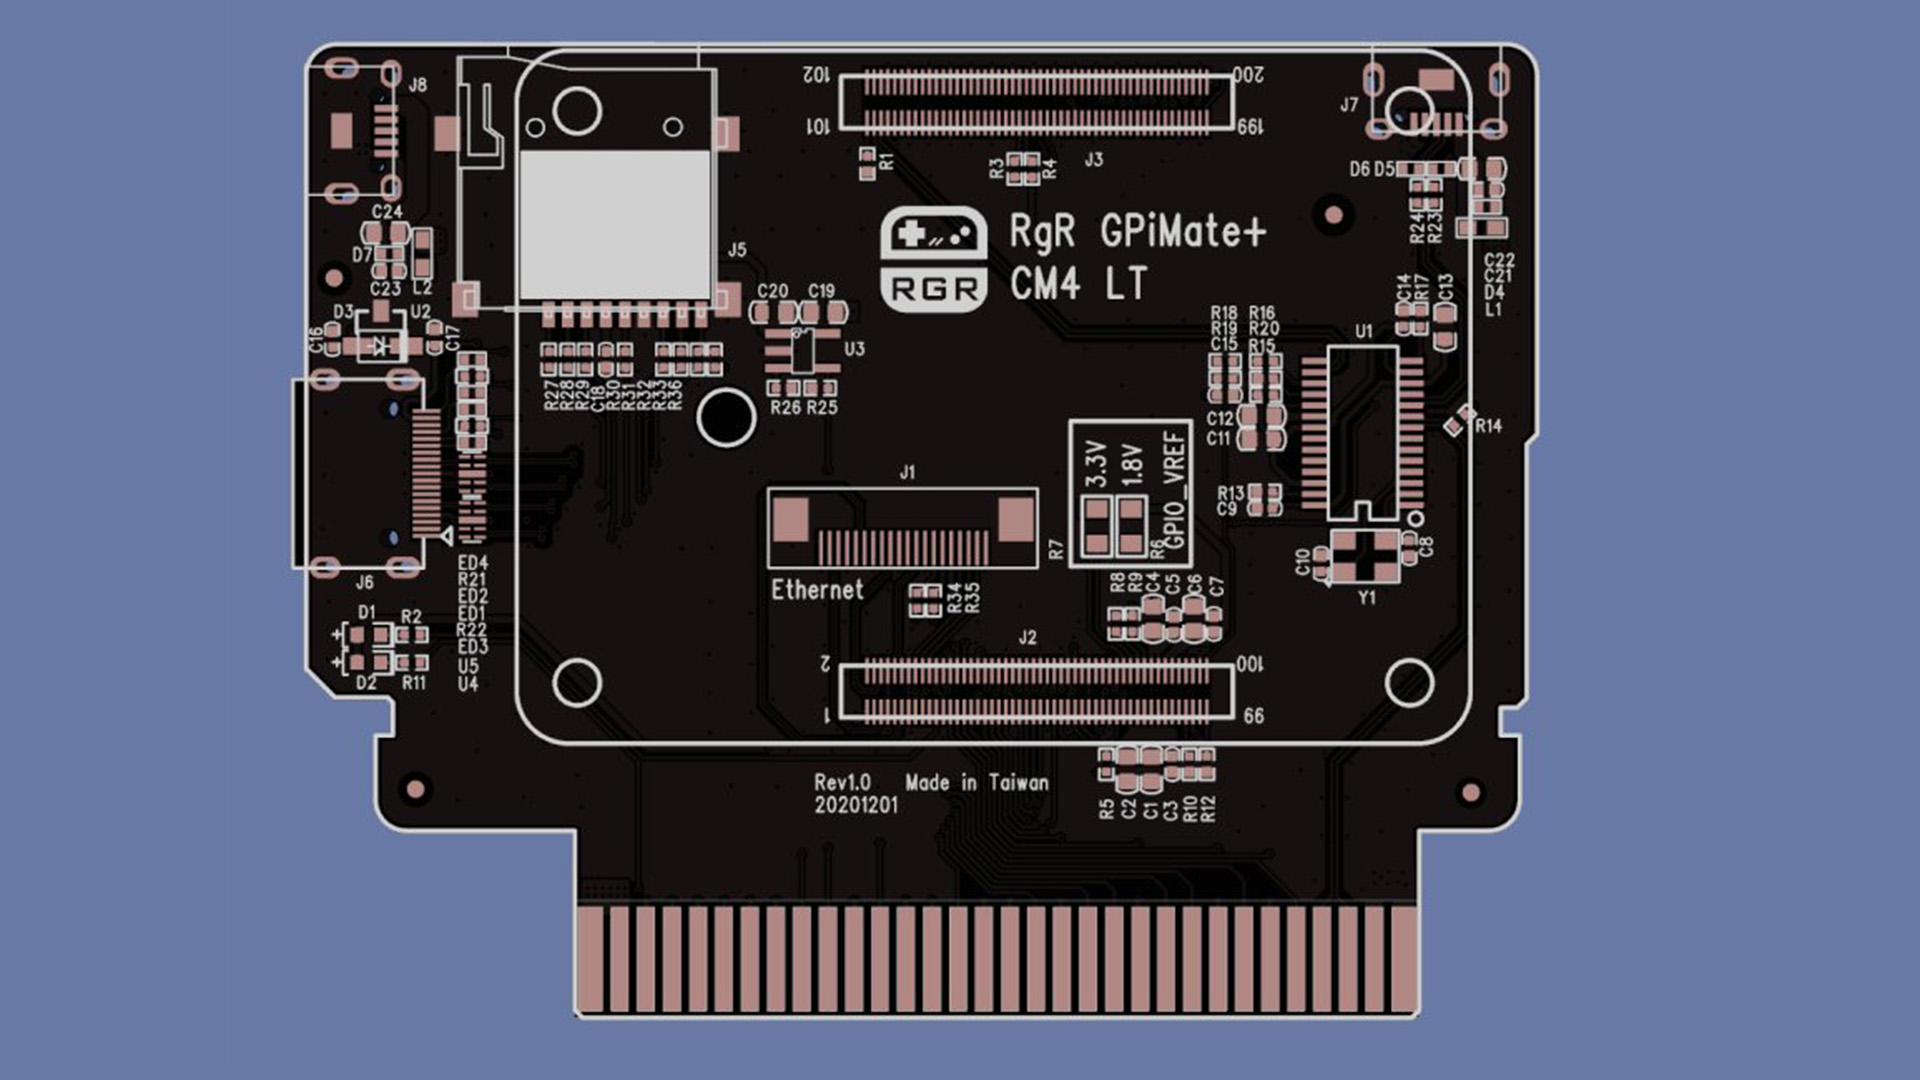 102
200
J8
J7
101
199
R1
R3
R4
J3
D6 D5
C24
R24
R23
RgR GPiMate+
CM4 LT
RGR
D7
J5
C23
L2
C22
C21
D4
L1
C14
R17
C13
C20
C19
D3
U2
C16
C17
R18
R16
R19
R20
C15
R15
U1
U3
R27
R28
R29
C18
R30
R31
R32
R33
R36
R26
R25
C12
C11
R14
3.3V
1.8V
GPIO_VREF
J1
R13
C9
R7
R6
C10
C8
J6
Ethernet
ED4
R21
ED2
ED1
R22
ED3
U5
U4
R34
R35
R8
R9
C4
C5
C6
C7
Y1
D1
R2
+
+
D2
R11
J2
2
100
1
99
Rev1.0 Made in Taiwan
20201201
R5
C2
C1
C3
R10
R12